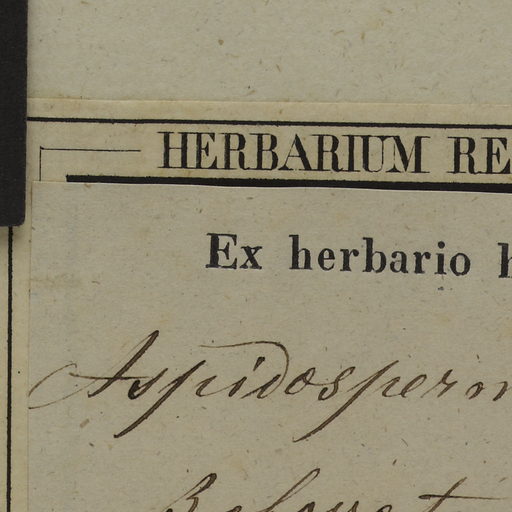 HERBARIUM RE
Ex herbario h
Aspidosperm